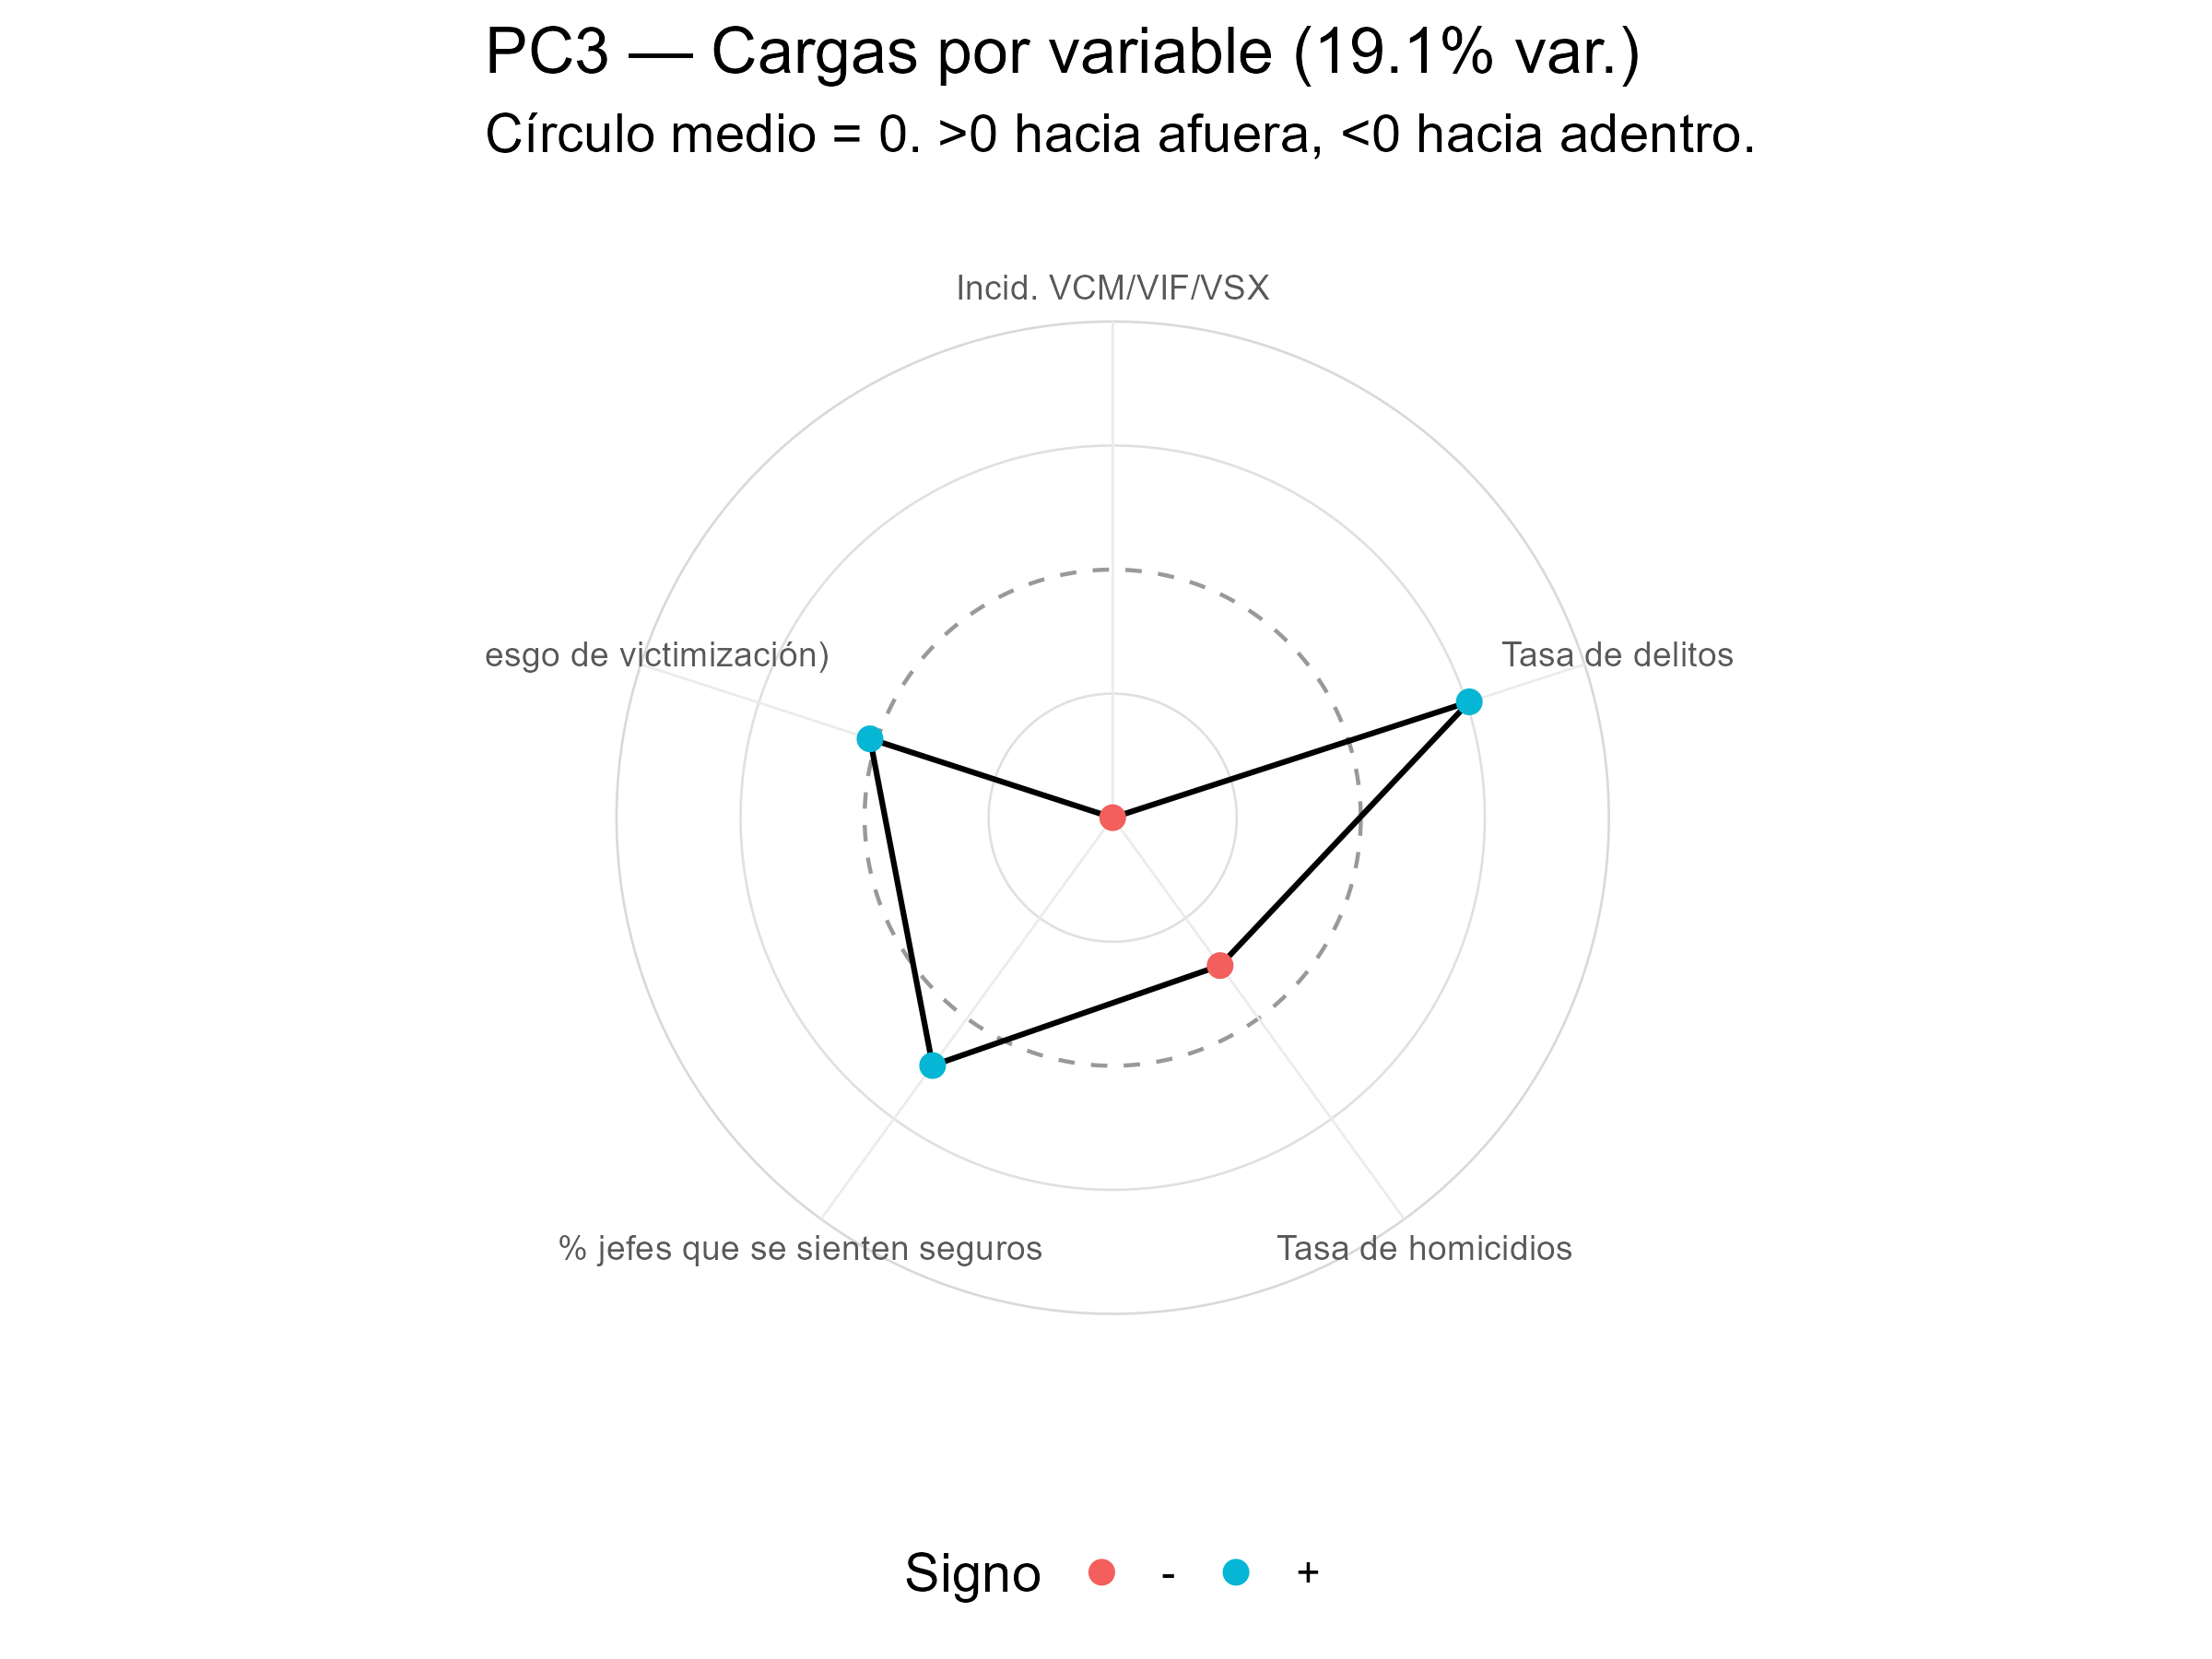 PC3 — Cargas por variable (19.1% var.)
Círculo medio = 0. >0 hacia afuera, <0 hacia adentro.
Incid. VCM/VIF/VSX
esgo de victimización)
Tasa de delitos
% jefes que se sienten seguros
Tasa de homicidios
Signo - +